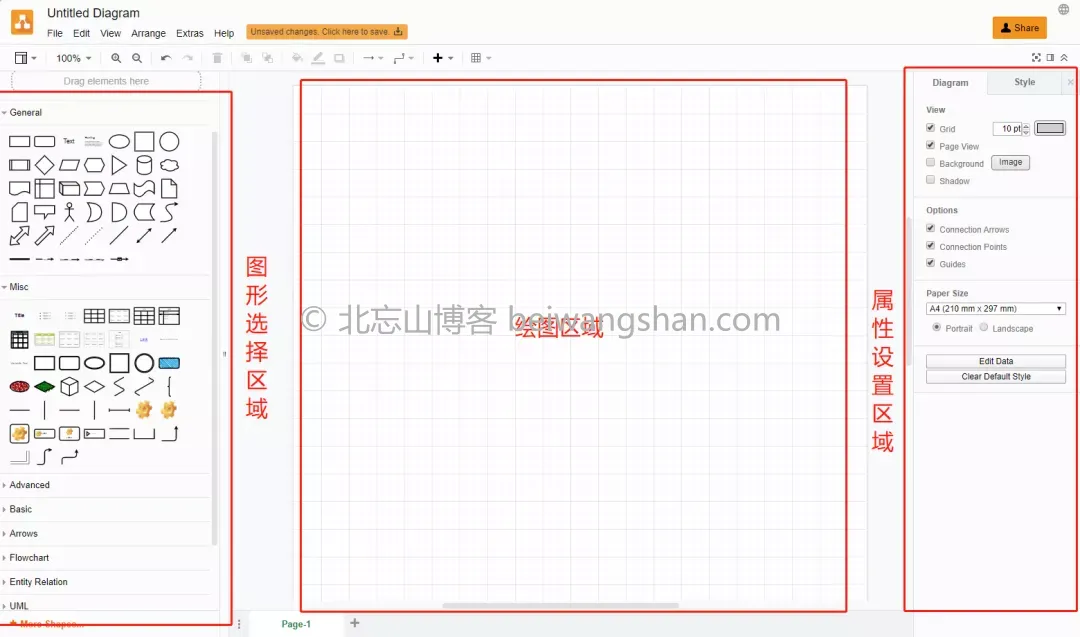 Untitled Diagram
File Edit View Arrange Extras Help
Unsaved changes. Click here to save.
Share
100%
Drag elements here
General
Text
Misc
Title
Advanced
Basic
Arrows
Flowchart
Entity Relation
UML
More Shapes...
图形选择区域
© 北忘山博客 beiwangshan.com
绘图区域
属性设置区域
Page-1
Diagram Style
View
Grid 10 pt
Page View
Background Image
Shadow
Options
Connection Arrows
Connection Points
Guides
Paper Size
A4 (210 mm x 297 mm)
Portrait Landscape
Edit Data
Clear Default Style